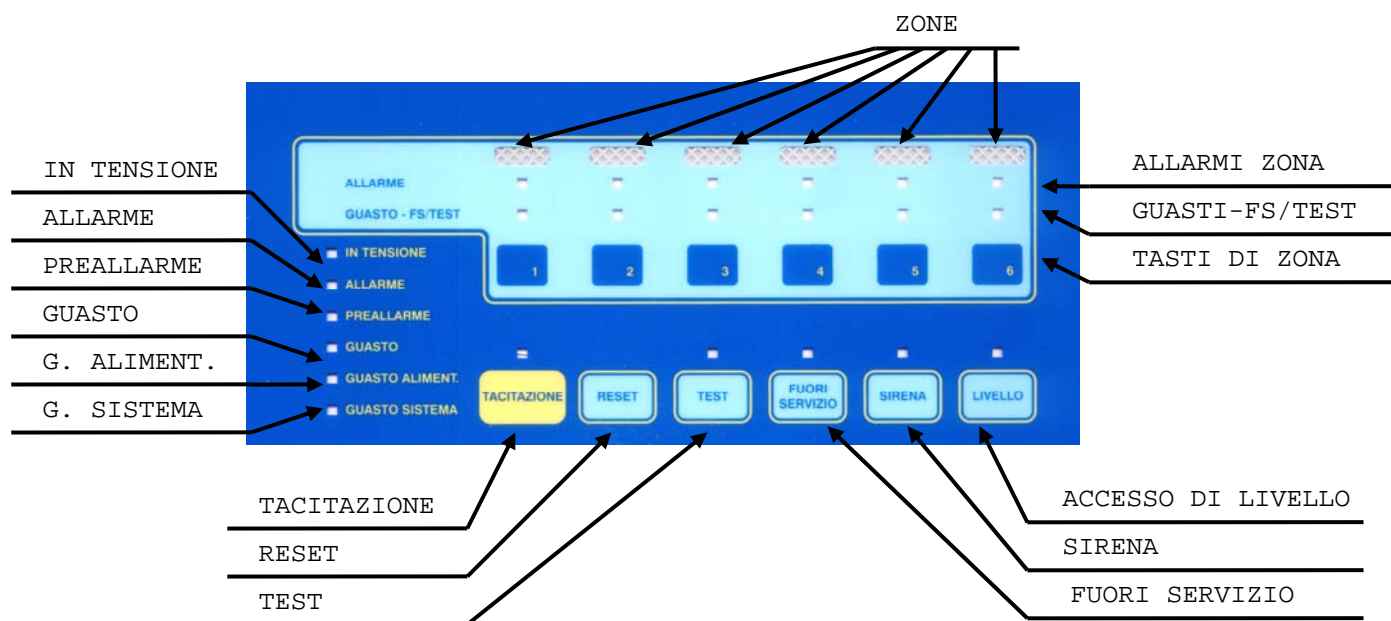 ZONE
IN TENSIONE
ALLARME
PREALLARME
GUASTO
G. ALIMENT.
G. SISTEMA
ALLARME
GUASTO - FS/TEST
IN TENSIONE
ALLARME
PREALLARME
GUASTO
GUASTO ALIMENT.
GUASTO SISTEMA
1 2 3 4 5 6
TACITAZIONE
RESET
TEST
FUORI
SERVIZIO
SIRENA
LIVELLO
ALLARMI ZONA
GUASTI-FS/TEST
TASTI DI ZONA
TACITAZIONE
RESET
TEST
ACCESSO DI LIVELLO
SIRENA
FUORI SERVIZIO